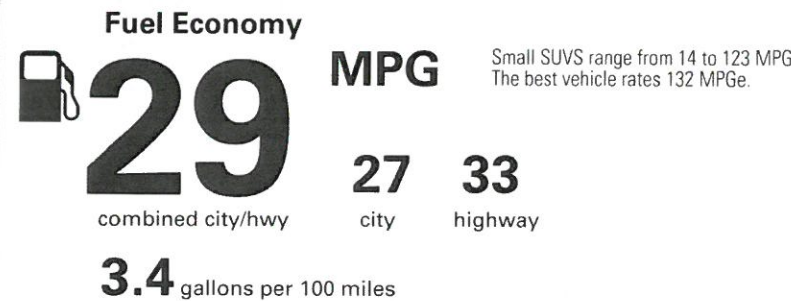 Fuel Economy
29 MPG
Small SUVS range from 14 to 123 MPG
The best vehicle rates 132 MPGe.
27 33
combined city/hwy city highway
3.4 gallons per 100 miles